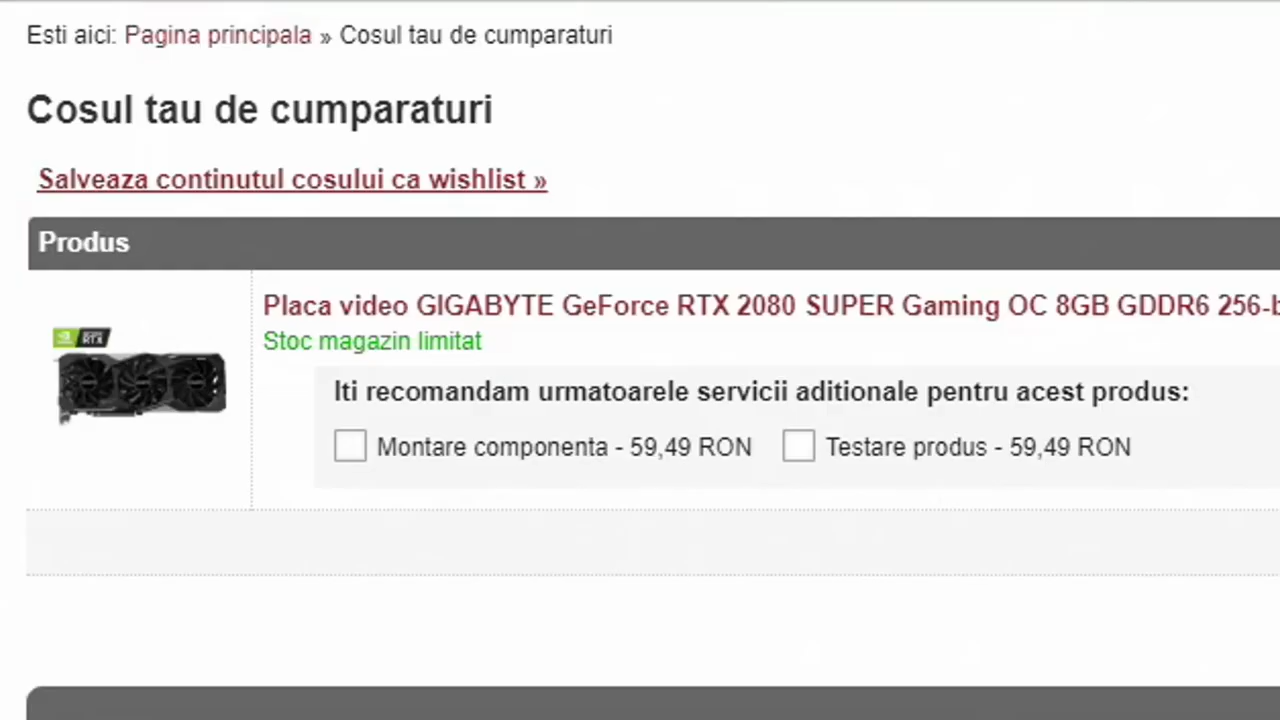 Esti aici: Pagina principala » Cosul tau de cumparaturi
Cosul tau de cumparaturi
Salveaza continutul cosului ca wishlist »
Produs
Placa video GIGABYTE GeForce RTX 2080 SUPER Gaming OC 8GB GDDR6
RTX
Stoc magazin limitat
Iti recomandam urmatoarele servicii aditionale pentru acest produs:
Montare componenta - 59,49 RON
Testare produs - 59,49 RON